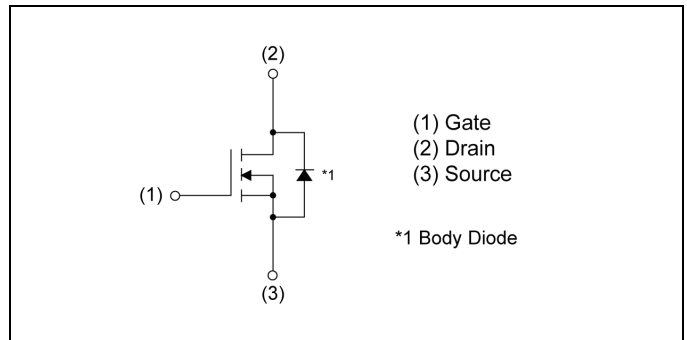 (2)
(1) Gate
(2) Drain
(3) Source
*1
(1)
*1 Body Diode
(3)